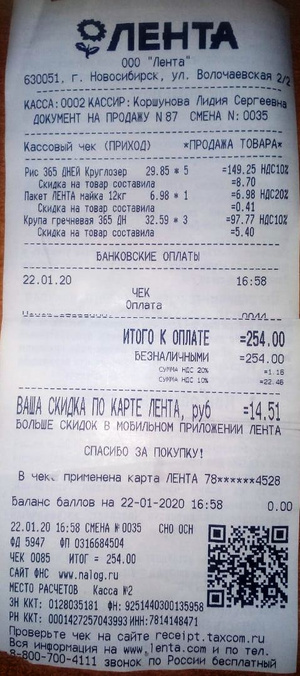 ЛЕНТА
ООО "Лента"
630051, г. Новосибирск, ул. Волочаевская 2/2
КАССА:0002 КАССИР:Коршунова Лидия Сергеевна
ДОКУМЕНТ НА ПРОДАЖУ N87 СМЕНА N:0035
Кассовый чек (ПРИХОД) *ПРОДАЖА ТОВАРА*
Рис 365 ДНЕЙ Круглозер 29.85 * 5 =149.25 НДС10%
Скидка на товар составила =8.70
Пакет ЛЕНТА майка 12кг 6.98 * 1 =6.98 НДС20%
Скидка на товар составила =0.41
Крупа гречневая 365 ДН 32.59 * 3 =97.77 НДС10%
Скидка на товар составила =5.40
БАНКОВСКИЕ ОПЛАТЫ
22.01.20 16:58
ЧЕК
Оплата
0041
ИТОГО К ОПЛАТЕ =254.00
БЕЗНАЛИЧНЫМИ =254.00
СУММА НДС 20% =1.16
СУММА НДС 10% =22.46
ВАША СКИДКА ПО КАРТЕ ЛЕНТА, руб =14.51
БОЛЬШЕ СКИДОК В МОБИЛЬНОМ ПРИЛОЖЕНИИ ЛЕНТА
СПАСИБО ЗА ПОКУПКУ!
В чеке применена карта ЛЕНТА 78******4528
Баланс баллов на 22-01-2020 16:58 0.00
22.01.20 16:58 СМЕНА №0035 СНО ОСН
ФД 5947 ФП 0316684504
ЧЕК 0085 ИТОГ = 254.00
САЙТ ФНС www.nalog.ru
МЕСТО РАСЧЕТОВ Касса №2
ЗН ККТ: 0128035181 ФН: 9251440300135958
РН ККТ: 0001427257043993 ИНН:7814148471
Проверьте чек на сайте receipt.taxcom.ru
Вся информация на www.lenta.com и по тел.
8-800-700-4111 звонок по России бесплатный